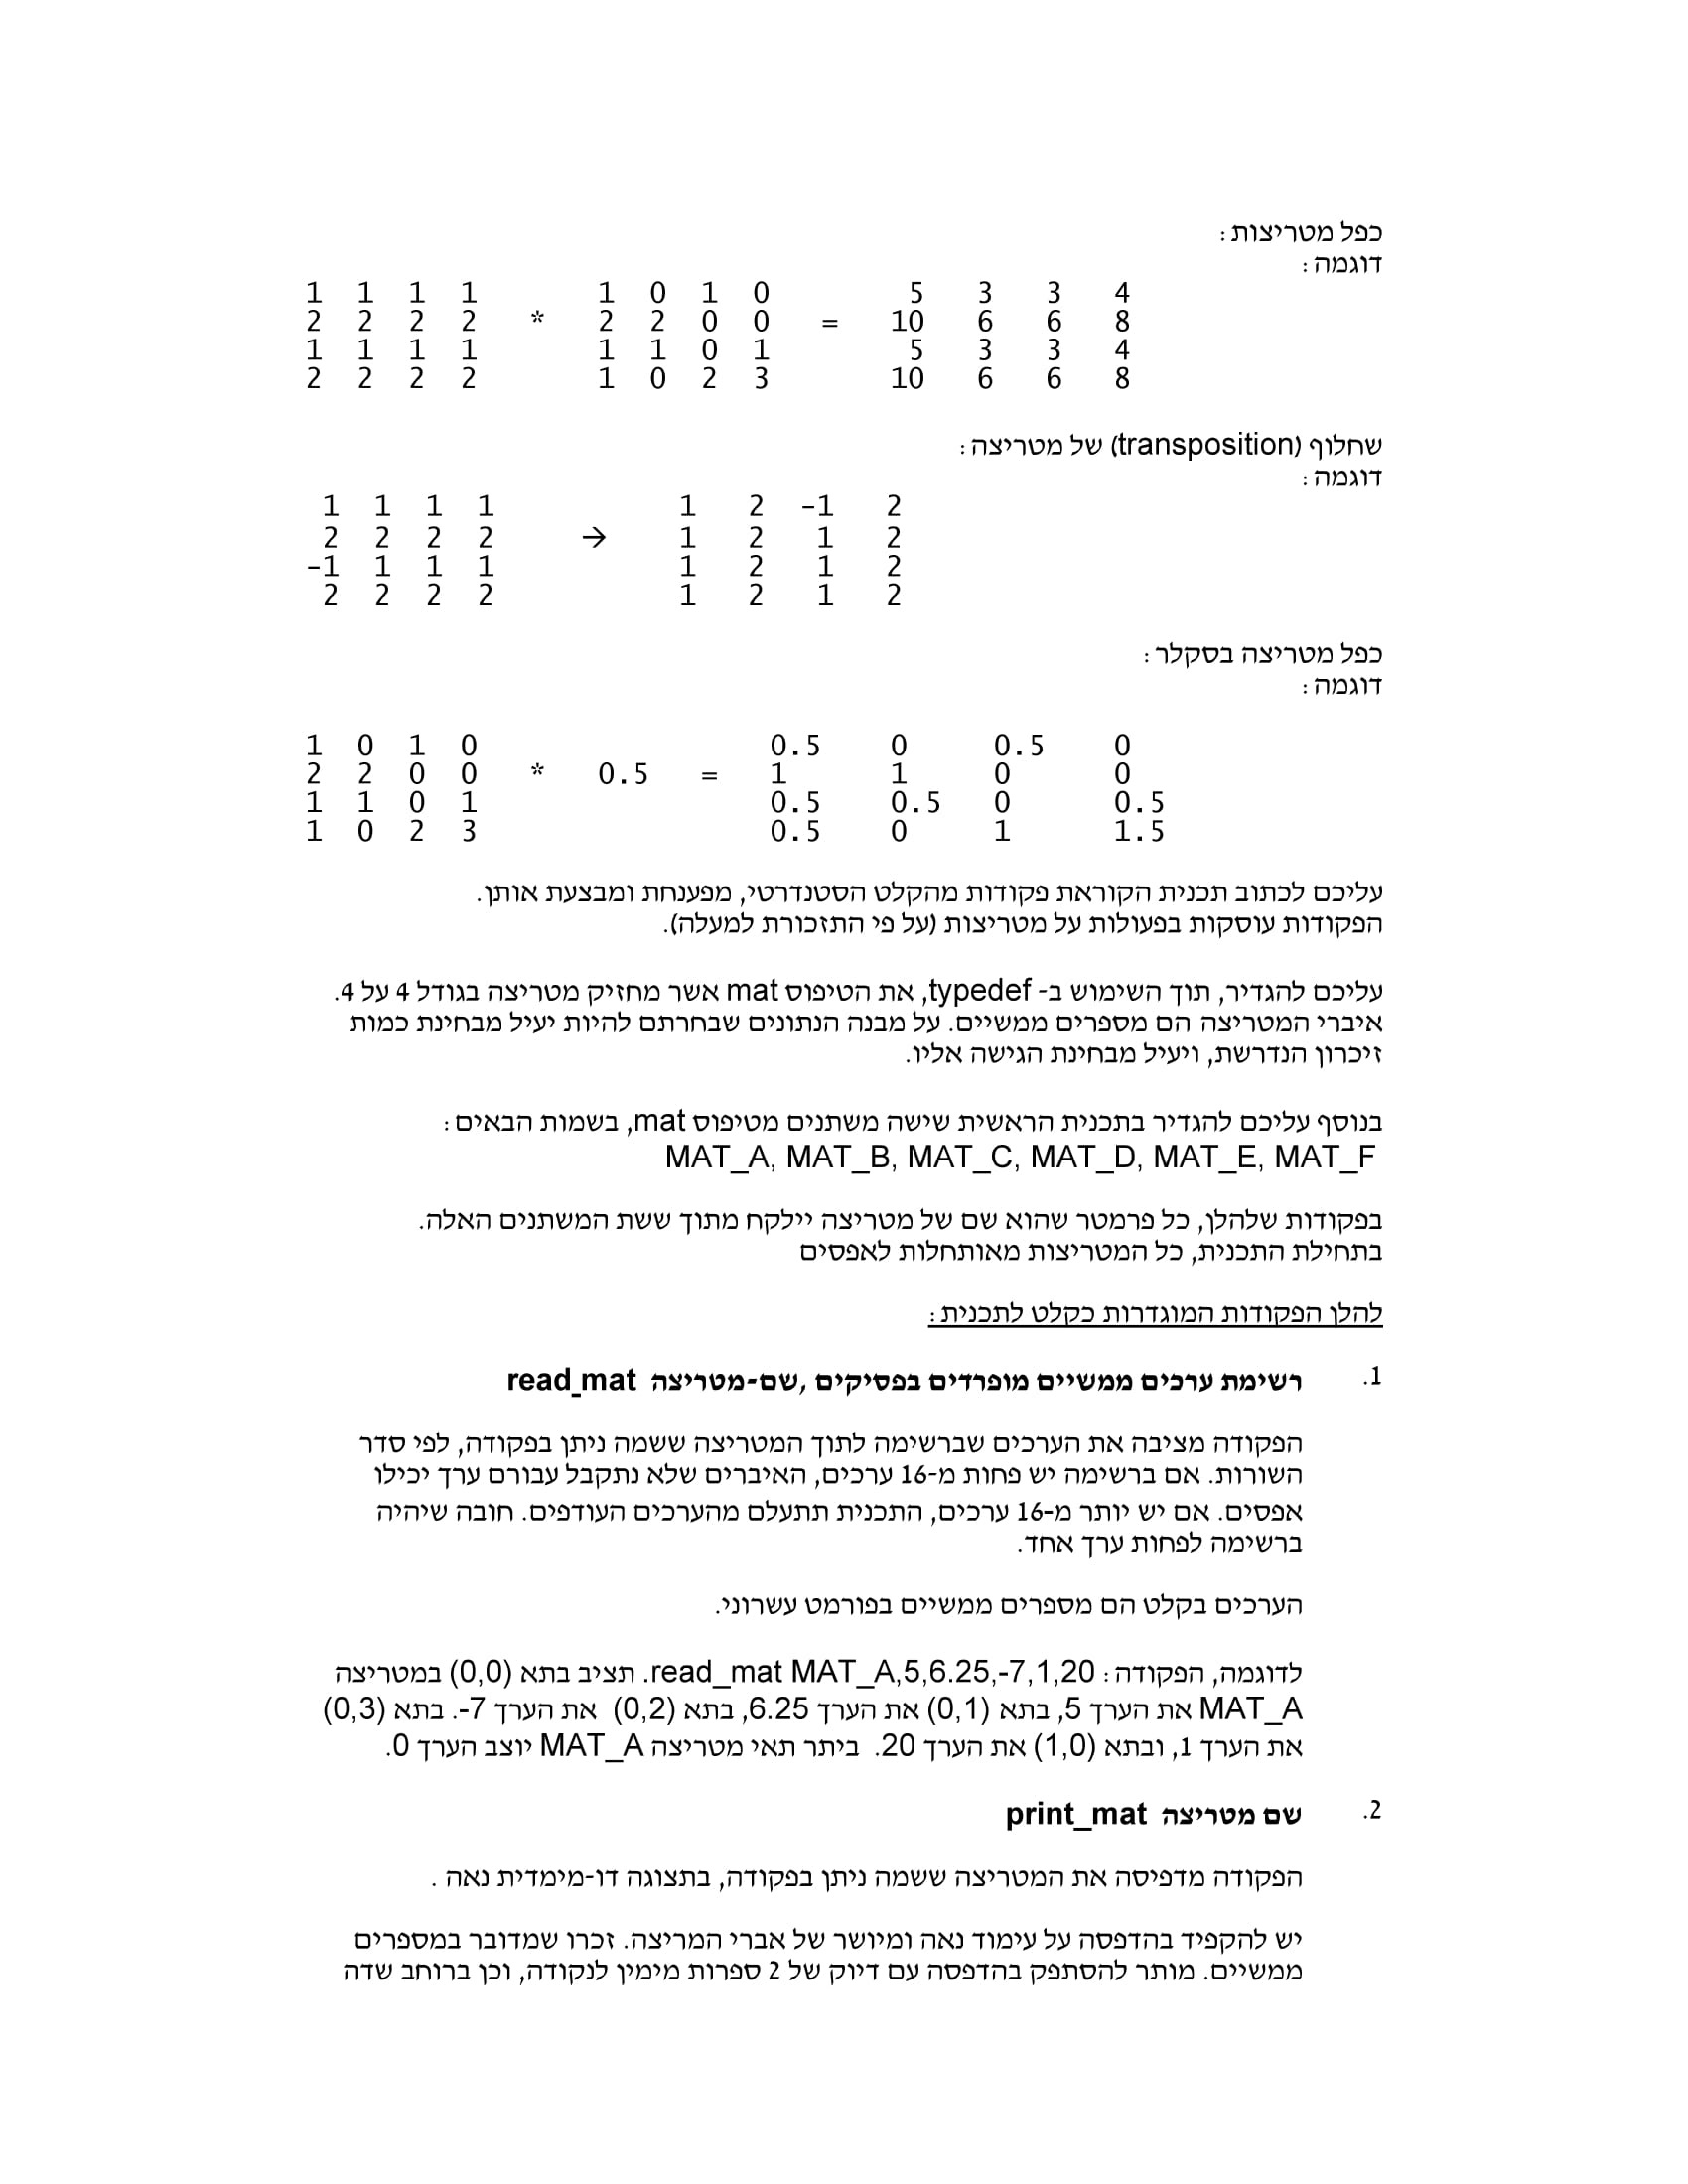 כפל מטריצות:
דוגמה:
1 1 1 1 1 0 1 0 5 3 3 4
2 2 2 2 * 2 2 0 0 = 10 6 6 8
1 1 1 1 1 1 0 1 5 3 3 4
2 2 2 2 1 0 2 3 10 6 6 8
שחלוף (transposition) של מטריצה:
דוגמה:
1 1 1 1 1 2 -1 2
2 2 2 2 → 1 2 1 2
-1 1 1 1 1 2 1 2
2 2 2 2 1 2 1 2
כפל מטריצה בסקלר:
דוגמה:
1 0 1 0 0.5 0 0.5 0
2 2 0 0 * 0.5 = 1 1 0 0
1 1 0 1 0.5 0.5 0 0.5
1 0 2 3 0.5 0 1 1.5
עליכם לכתוב תכנית הקוראת פקודות מהקלט הסטנדרטי, מפענחת ומבצעת אותן.
הפקודות עוסקות בפעולות על מטריצות (על פי התזכורת למעלה).
עליכם להגדיר, תוך השימוש ב- typedef, את הטיפוס mat אשר מחזיק מטריצה בגודל 4 על 4.
איברי המטריצה הם מספרים ממשיים. על מבנה הנתונים שבחרתם להיות יעיל מבחינת כמות
זיכרון הנדרשת, ויעיל מבחינת הגישה אליו.
בנוסף עליכם להגדיר בתכנית הראשית שישה משתנים מטיפוס mat, בשמות הבאים:
MAT_A, MAT_B, MAT_C, MAT_D, MAT_E, MAT_F
בפקודות שלהלן, כל פרמטר שהוא שם של מטריצה יילקח מתוך ששת המשתנים האלה.
בתחילת התכנית, כל המטריצות מאותחלות לאפסים
להלן הפקודות המוגדרות כקלט לתכנית:
1. רשימת ערכים ממשיים מופרדים בפסיקים ,שם-מטריצה read_mat
הפקודה מציבה את הערכים שברשימה לתוך המטריצה ששמה ניתן בפקודה, לפי סדר
השורות. אם ברשימה יש פחות מ-16 ערכים, האיברים שלא נתקבל עבורם ערך יכילו
אפסים. אם יש יותר מ-16 ערכים, התכנית תתעלם מהערכים העודפים. חובה שיהיה
ברשימה לפחות ערך אחד.
הערכים בקלט הם מספרים ממשיים בפורמט עשרוני.
לדוגמה, הפקודה: read_mat MAT_A,5,6.25,-7,1,20. תציב בתא (0,0) במטריצה
MAT_A את הערך 5, בתא (0,1) את הערך 6.25, בתא (0,2) את הערך 7-. בתא (0,3)
את הערך 1, ובתא (1,0) את הערך 20. ביתר תאי מטריצה MAT_A יוצב הערך 0.
2. שם מטריצה print_mat
הפקודה מדפיסה את המטריצה ששמה ניתן בפקודה, בתצוגה דו-מימדית נאה .
יש להקפיד בהדפסה על עימוד נאה ומיושר של אברי המריצה. זכרו שמדובר במספרים
ממשיים. מותר להסתפק בהדפסה עם דיוק של 2 ספרות מימין לנקודה, וכן ברוחב שדה